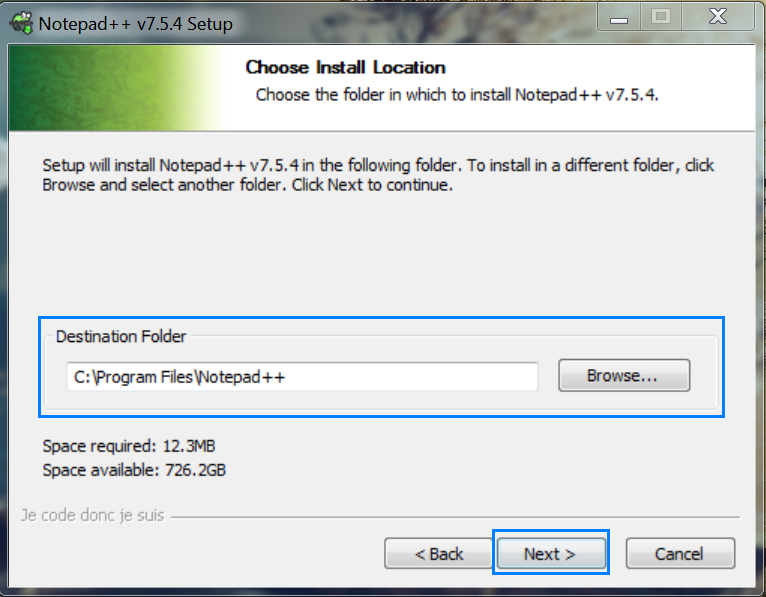 Notepad++ v7.5.4 Setup
Choose Install Location
Choose the folder in which to install Notepad++ v7.5.4.
Setup will install Notepad++ v7.5.4 in the following folder. To install in a different folder, click
Browse and select another folder. Click Next to continue.
Destination Folder
C:\Program Files\Notepad++
Browse...
Space required: 12.3MB
Space available: 726.2GB
Je code donc je suis
< Back
Next >
Cancel